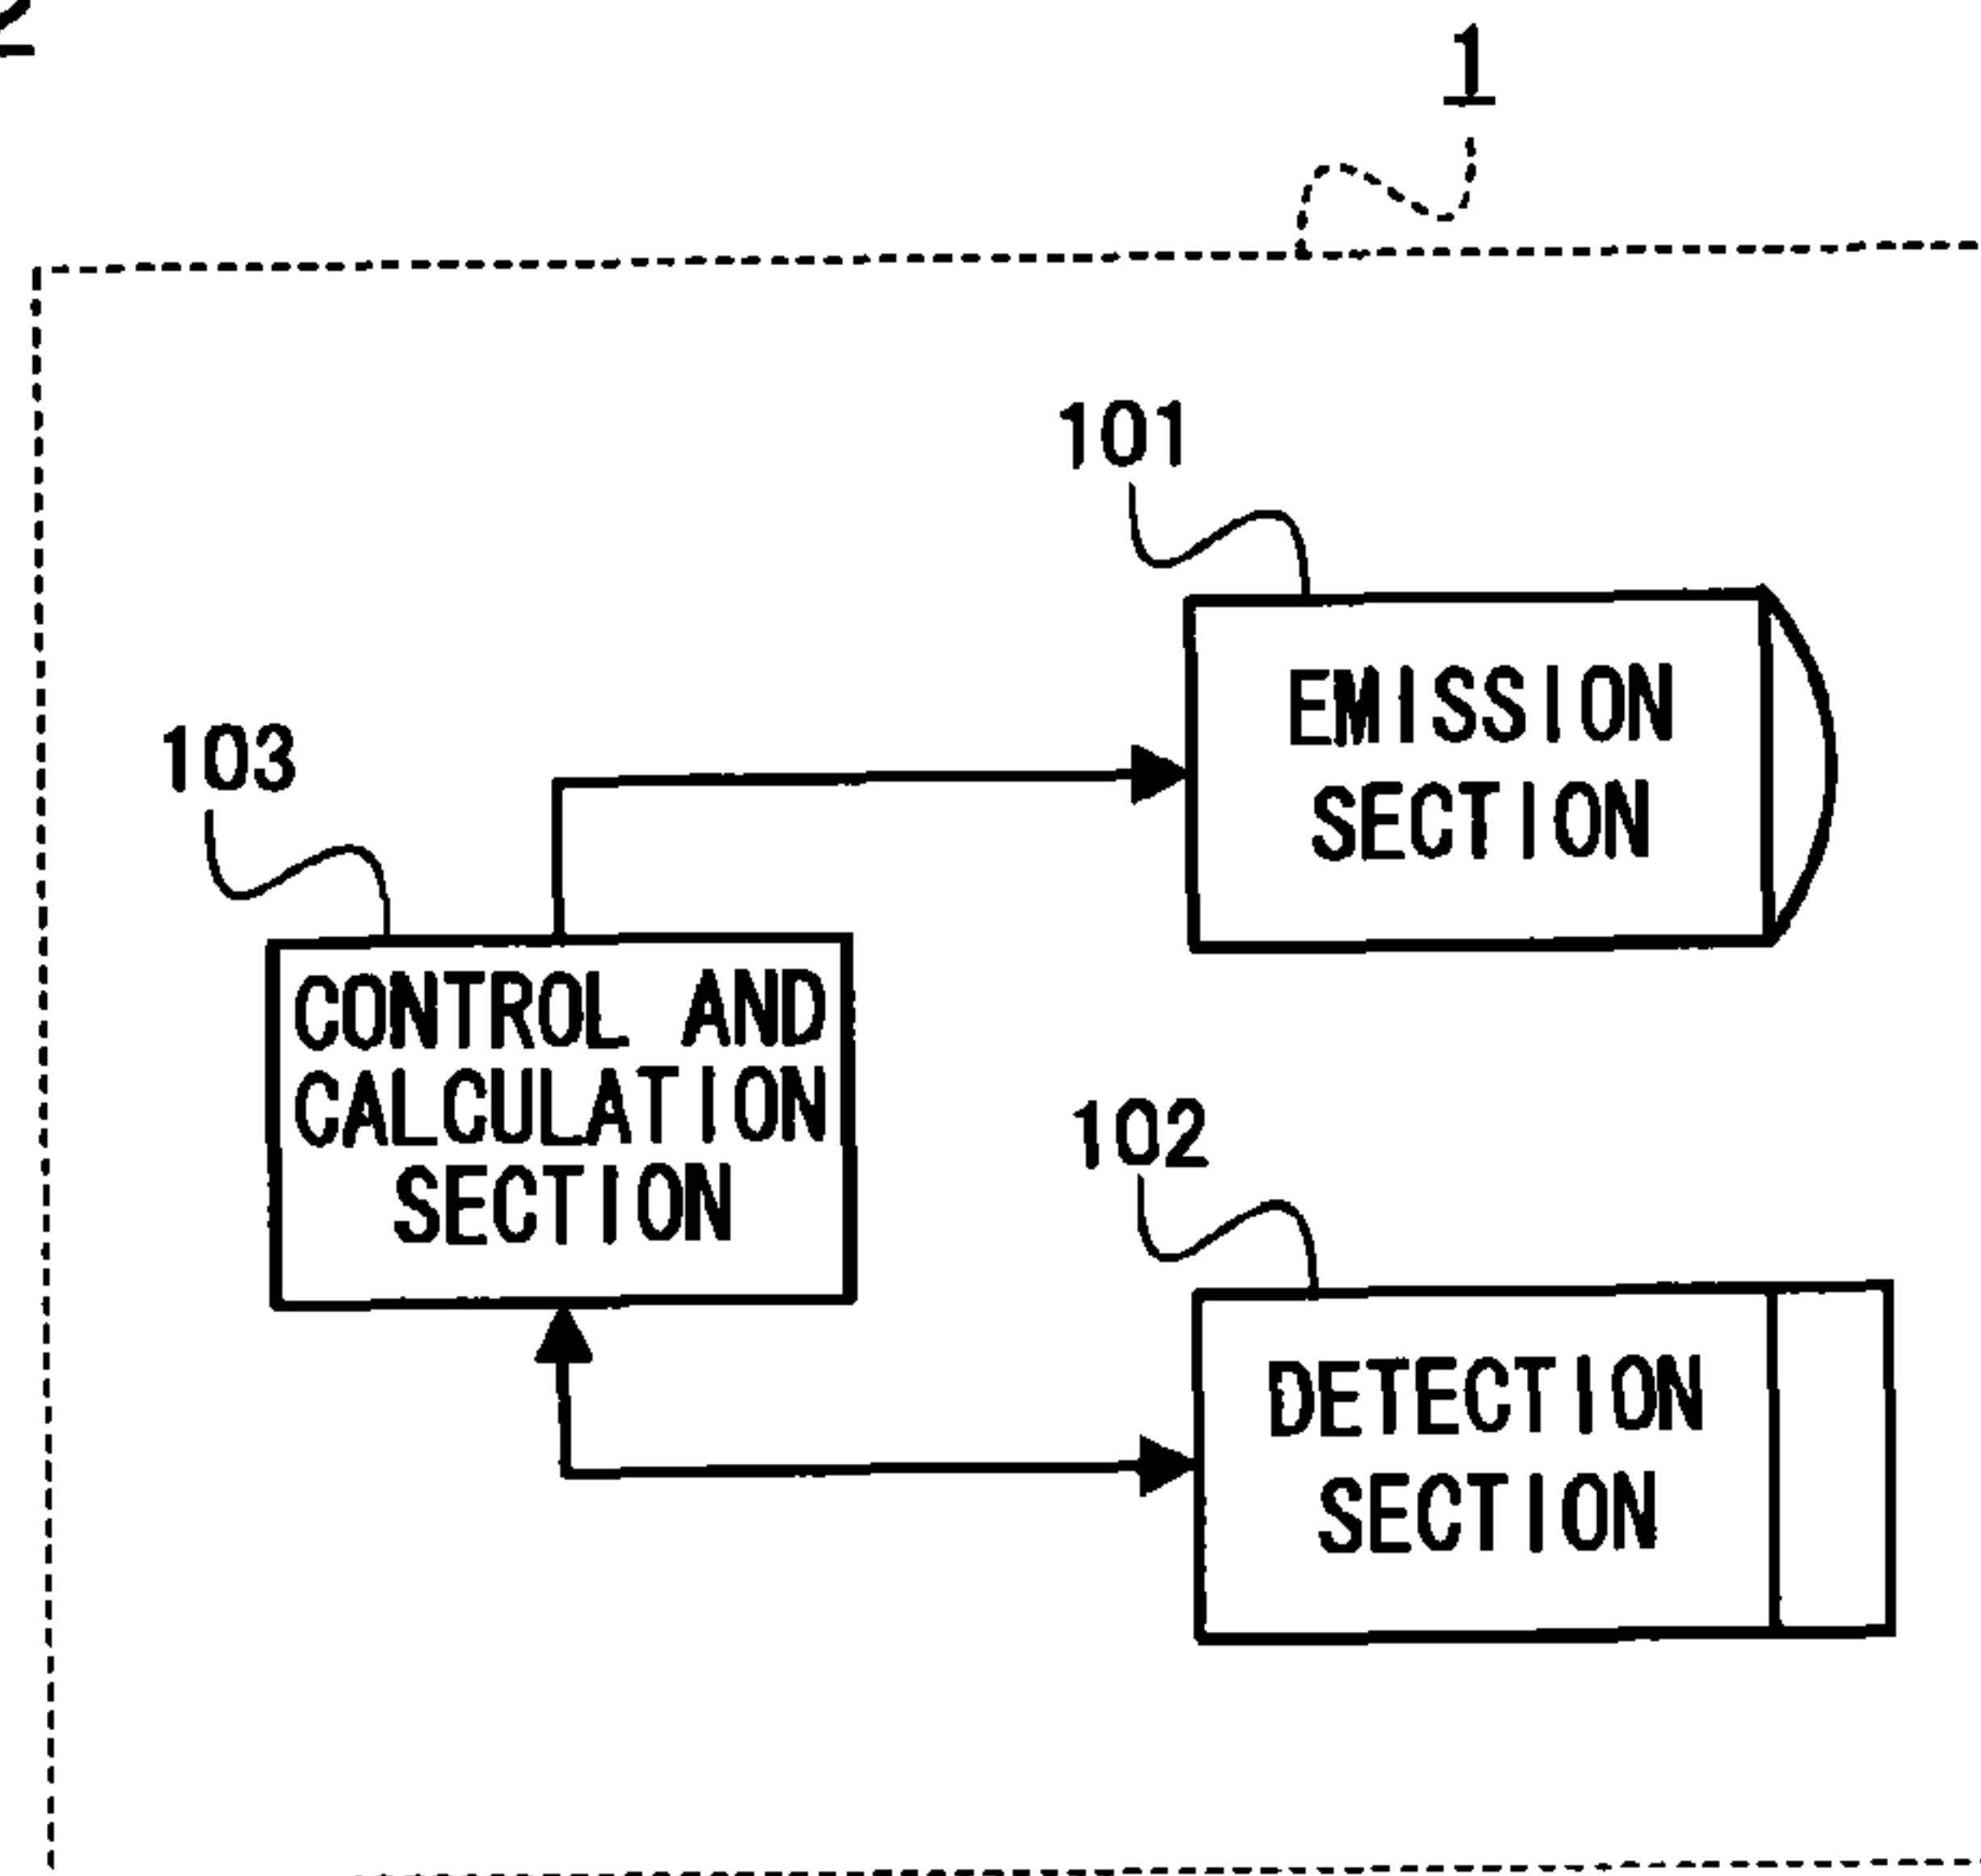 1
101
EMISSION
SECTION
103
CONTROL AND
CALCULATION
SECTION
102
DETECTION
SECTION